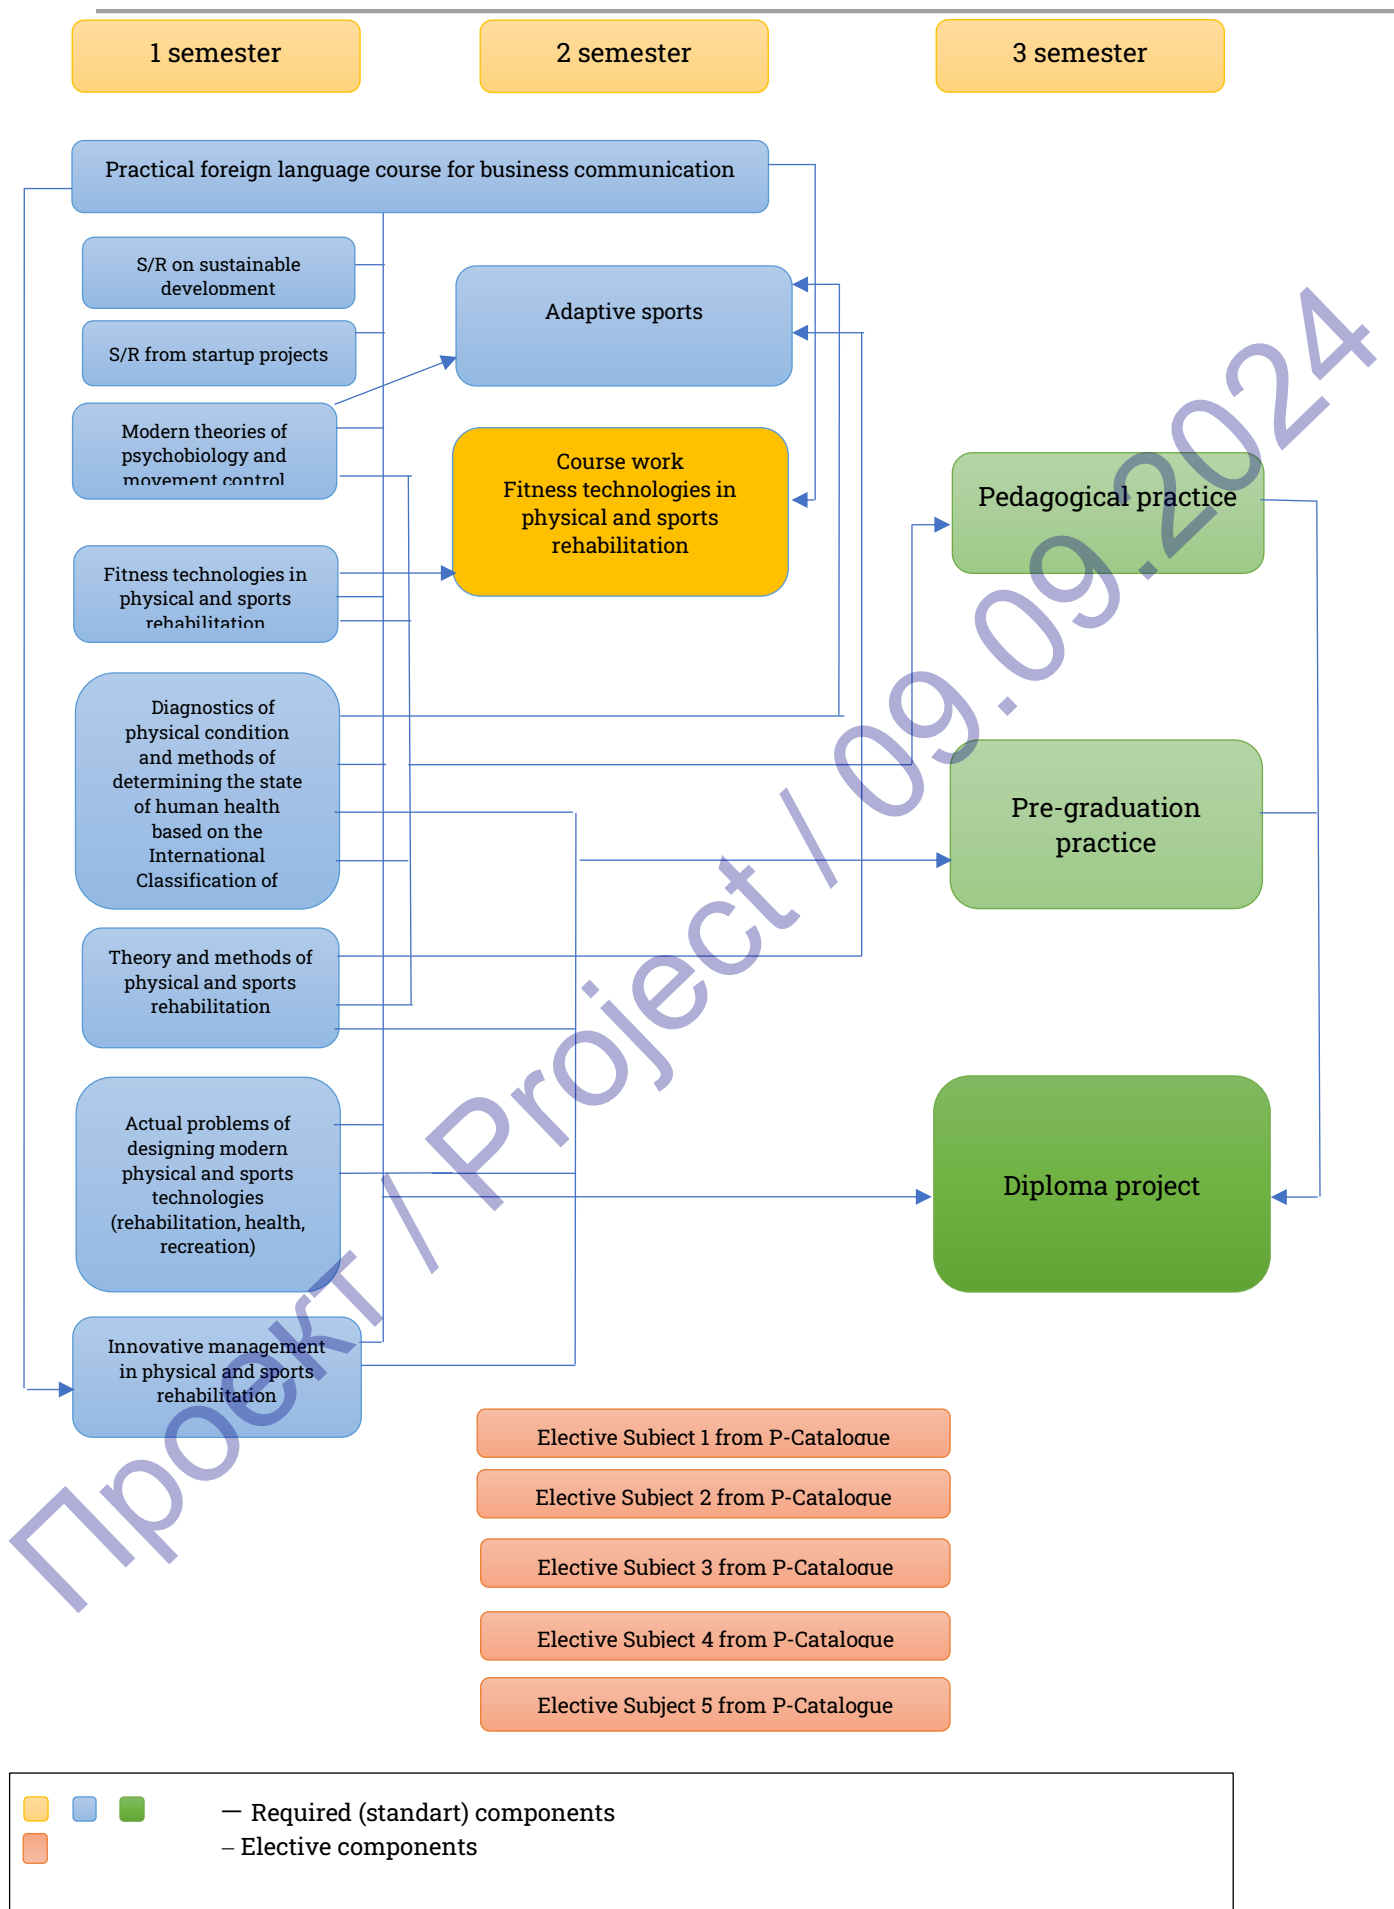 1 semester
2 semester
3 semester
Practical foreign language course for business communication
S/R on sustainable
development
S/R from startup projects
Modern theories of
psychobiology and
movement control
Fitness technologies in
physical and sports
rehabilitation
Diagnostics of
physical condition
and methods of
determining the state
of human health
based on the
International
Classification of
Theory and methods of
physical and sports
rehabilitation
Actual problems of
designing modern
physical and sports
technologies
(rehabilitation, health,
recreation)
Innovative management
in physical and sports
rehabilitation
Adaptive sports
Course work
Fitness technologies in
physical and sports
rehabilitation
Pedagogical practice
Pre-graduation
practice
Diploma project
Elective Subject 1 from P-Catalogue
Elective Subject 2 from P-Catalogue
Elective Subject 3 from P-Catalogue
Elective Subject 4 from P-Catalogue
Elective Subject 5 from P-Catalogue
— Required (standart) components
– Elective components
Проект / Project / 09.09.2024